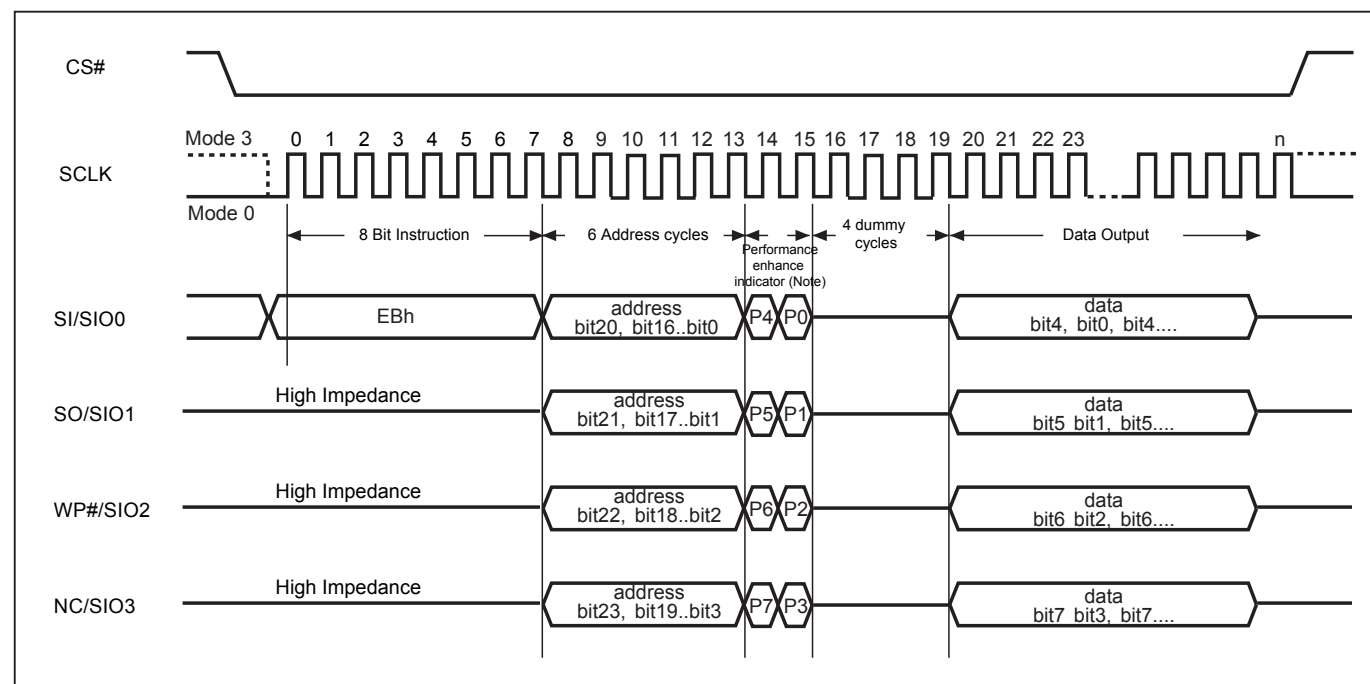 CS#
Mode 3
0 1 2 3 4 5 6 7 8 9 10 11 12 13 14 15 16 17 18 19 20 21 22 23 n
SCLK
Mode 0
8 Bit Instruction
6 Address cycles
Performance
enhance
indicator (Note)
4 dummy
cycles
Data Output
SI/SIO0
EBh
address
bit20, bit16..bit0
P4 P0
data
bit4, bit0, bit4....
SO/SIO1
High Impedance
address
bit21, bit17..bit1
P5 P1
data
bit5 bit1, bit5....
WP#/SIO2
High Impedance
address
bit22, bit18..bit2
P6 P2
data
bit6 bit2, bit6....
NC/SIO3
High Impedance
address
bit23, bit19..bit3
P7 P3
data
bit7 bit3, bit7....